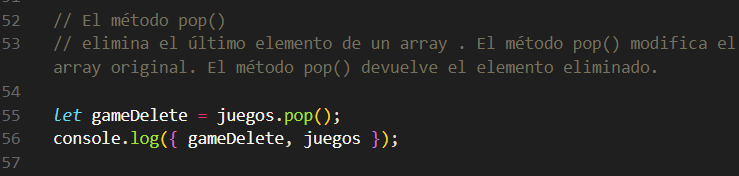 52 // El método pop()
53 // elimina el último elemento de un array . El método pop() modifica el
array original. El método pop() devuelve el elemento eliminado.
54
55 let gameDelete = juegos.pop();
56 console.log({ gameDelete, juegos });
57